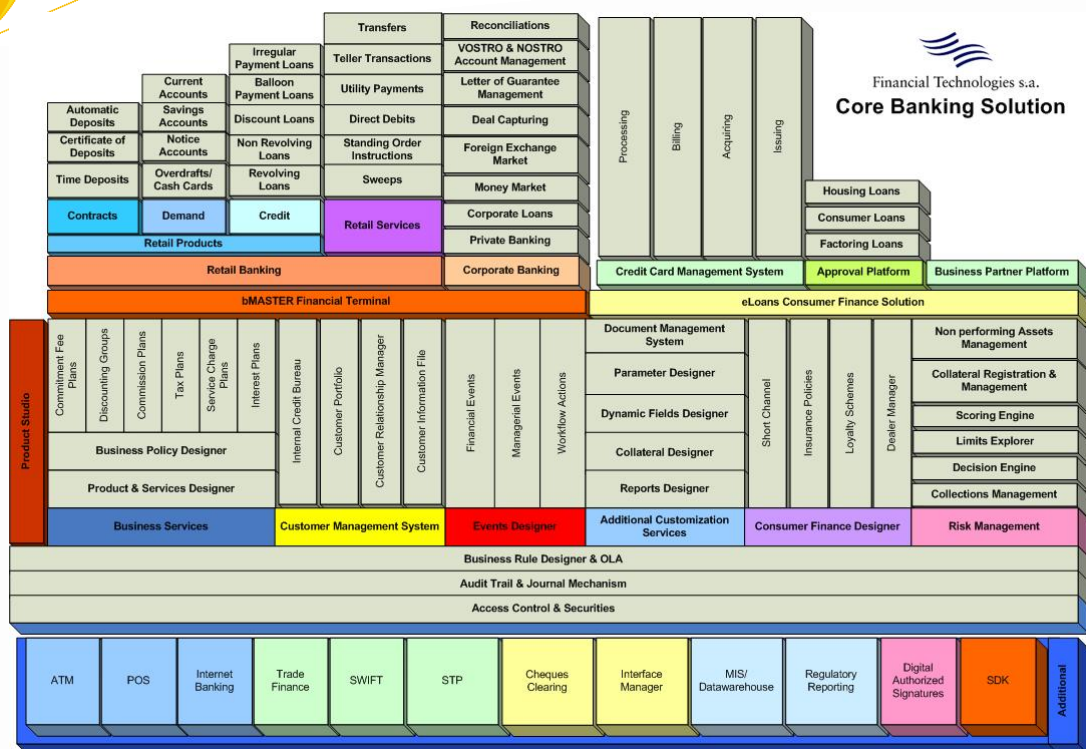 Financial Technologies s.a.
Core Banking Solution
Automatic
Deposits
Certificate of
Deposits
Time Deposits
Contracts
Current
Accounts
Savings
Accounts
Notice
Accounts
Overdrafts/
Cash Cards
Demand
Irregular
Payment Loans
Balloon
Payment Loans
Discount Loans
Non Revolving
Loans
Revolving
Loans
Credit
Retail Products
Transfers
Teller Transactions
Utility Payments
Direct Debits
Standing Order
Instructions
Sweeps
Retail Services
Retail Banking
Reconciliations
VOSTRO & NOSTRO
Account Management
Letter of Guarantee
Management
Deal Capturing
Foreign Exchange
Market
Money Market
Corporate Loans
Private Banking
Corporate Banking
Processing
Billing
Acquiring
Issuing
Credit Card Management System
Housing Loans
Consumer Loans
Factoring Loans
Approval Platform
Business Partner Platform
bMASTER Financial Terminal
eLoans Consumer Finance Solution
Product Studio
Commitment Fee
Plans
Discounting Groups
Commission Plans
Tax Plans
Service Charge
Plans
Interest Plans
Business Policy Designer
Product & Services Designer
Business Services
Internal Credit Bureau
Customer Portfolio
Customer Relationship Manager
Customer Information File
Customer Management System
Financial Events
Managerial Events
Workflow Actions
Events Designer
Document Management
System
Parameter Designer
Dynamic Fields Designer
Collateral Designer
Reports Designer
Additional Customization
Services
Short Channel
Insurance Policies
Loyalty Schemes
Dealer Manager
Consumer Finance Designer
Non performing Assets
Management
Collateral Registration &
Management
Scoring Engine
Limits Explorer
Decision Engine
Collections Management
Risk Management
Business Rule Designer & OLA
Audit Trail & Journal Mechanism
Access Control & Securities
ATM
POS
Internet
Banking
Trade
Finance
SWIFT
STP
Cheques
Clearing
Interface
Manager
MIS/
Datawarehouse
Regulatory
Reporting
Digital
Authorized
Signatures
SDK
Additional